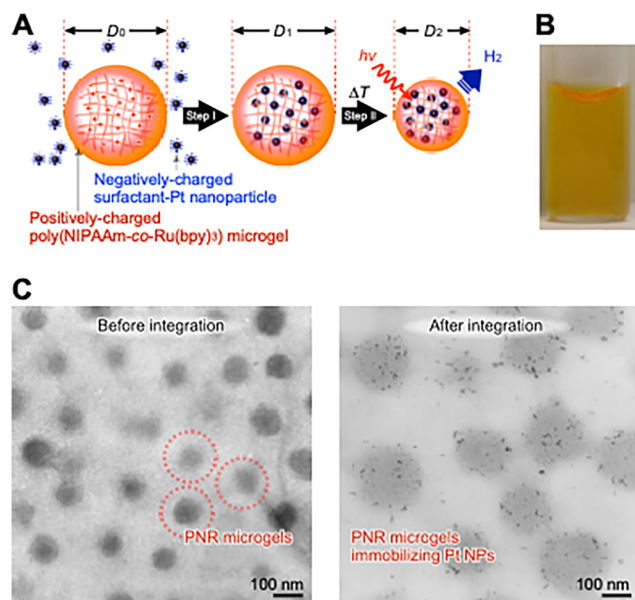 A
D0
D1
D2
hv
H2
ΔT
Step I
Step II
Negatively-charged
surfactant-Pt nanoparticle
Positively-charged
poly(NIPAAm-co-Ru(bpy)3) microgel
B
C
Before integration
PNR microgels
100 nm
After integration
PNR microgels
immobilizing Pt NPs
100 nm